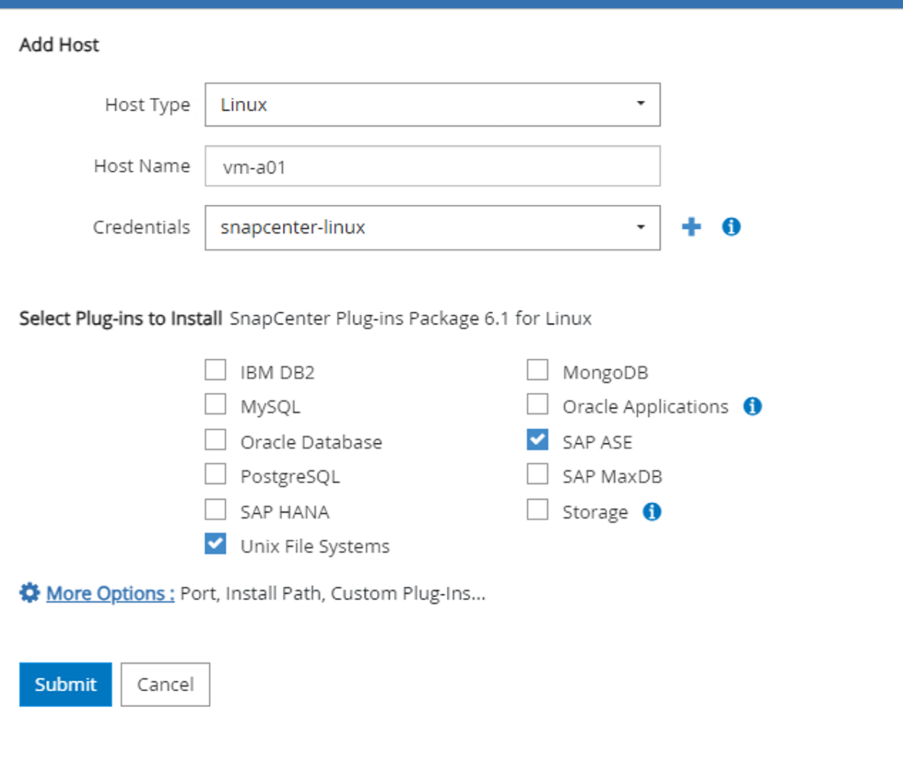 Add Host
Host Type Linux
Host Name vm-a01
Credentials snapcenter-linux
Select Plug-ins to Install SnapCenter Plug-ins Package 6.1 for Linux
IBM DB2 MongoDB
MySQL Oracle Applications
Oracle Database SAP ASE
PostgreSQL SAP MaxDB
SAP HANA Storage
Unix File Systems
More Options : Port, Install Path, Custom Plug-Ins...
Submit Cancel